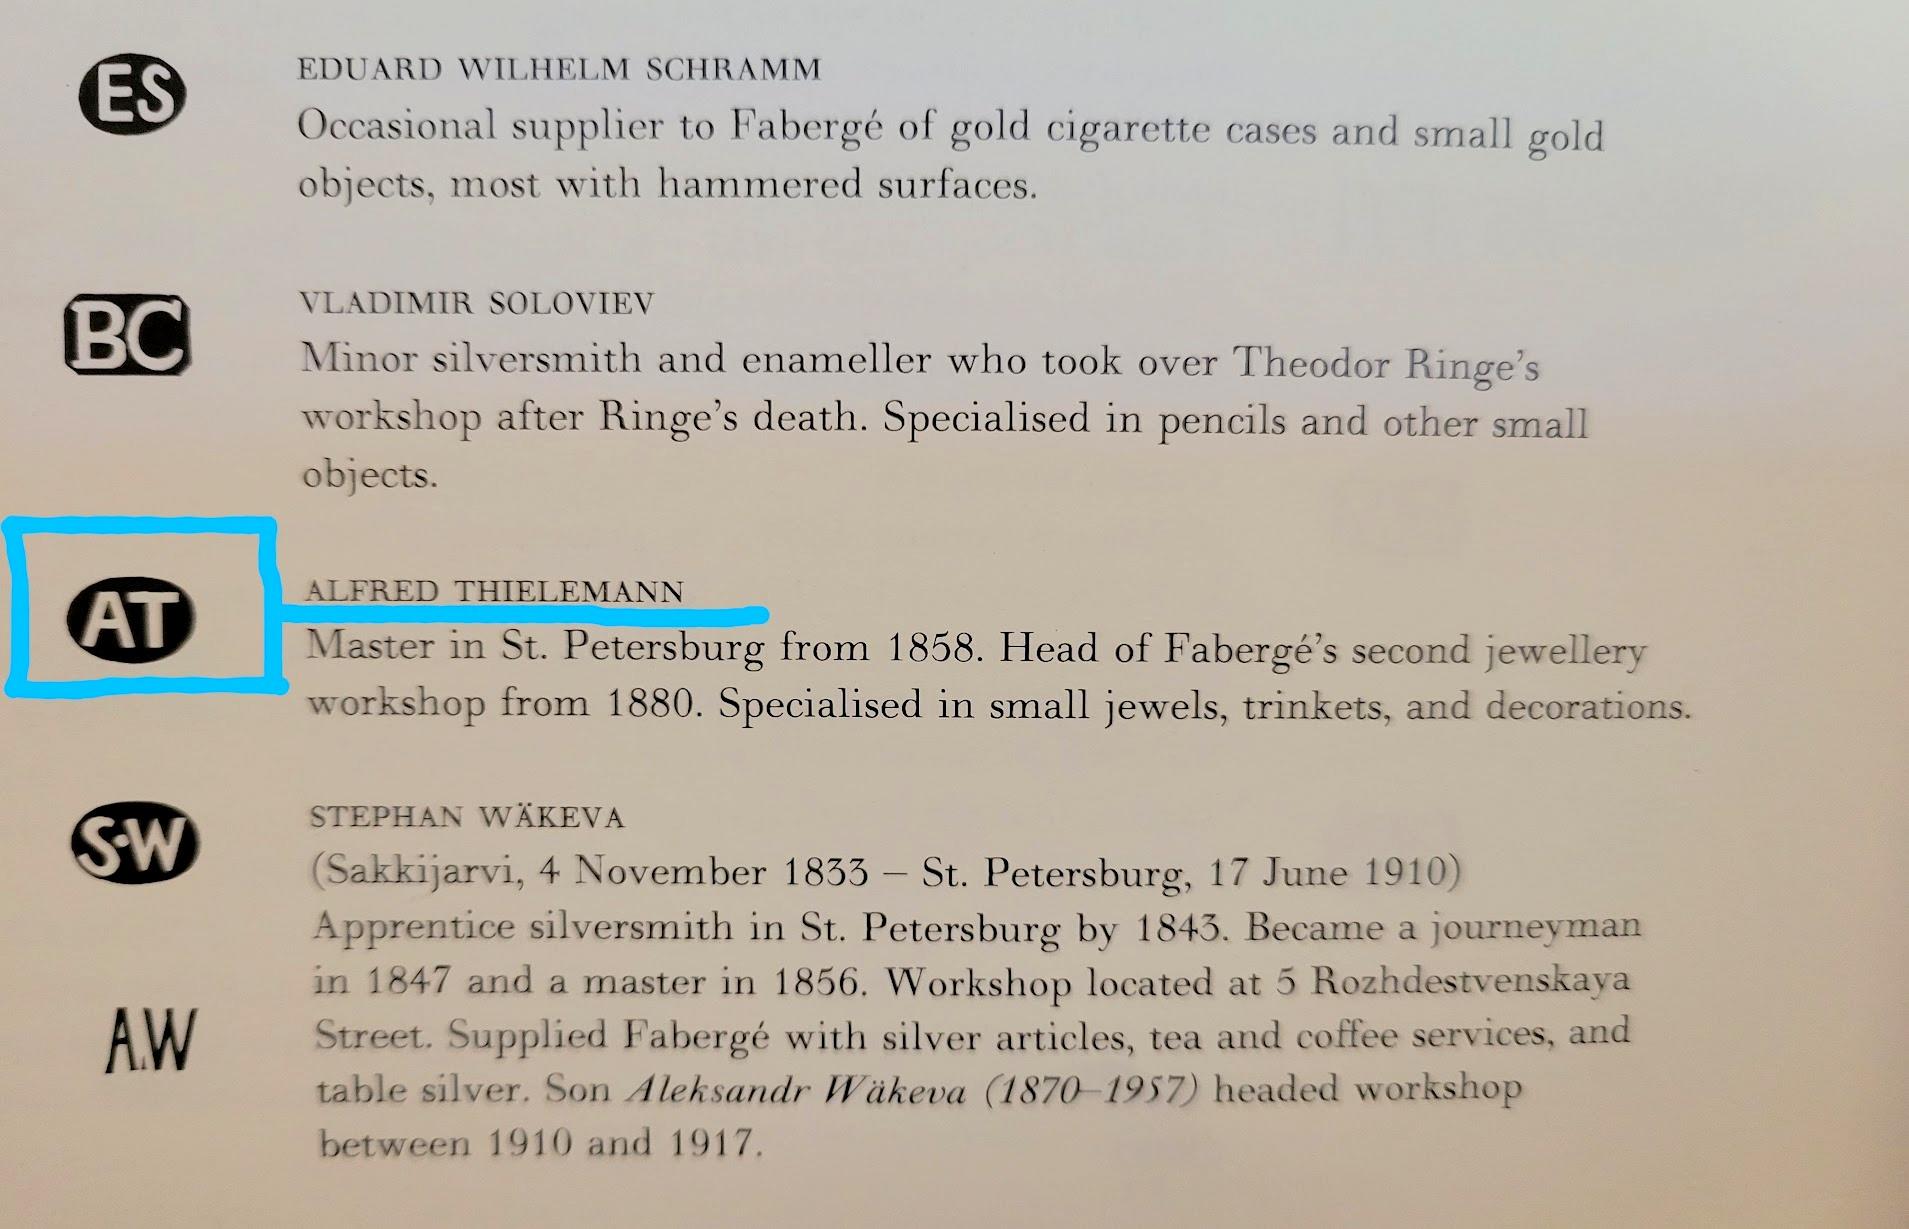 ES
EDUARD WILHELM SCHRAMM
Occasional supplier to Fabergé of gold cigarette cases and small gold
objects, most with hammered surfaces.
BC
VLADIMIR SOLOVIEV
Minor silversmith and enameller who took over Theodor Ringe's
workshop after Ringe's death. Specialised in pencils and other small
objects.
AT
ALFRED THIELEMANN
Master in St. Petersburg from 1858. Head of Fabergé's second jewellery
workshop from 1880. Specialised in small jewels, trinkets, and decorations.
S·W
STEPHAN WÄKEVA
(Sakkijarvi, 4 November 1833 – St. Petersburg, 17 June 1910)
Apprentice silversmith in St. Petersburg by 1843. Became a journeyman
in 1847 and a master in 1856. Workshop located at 5 Rozhdestvenskaya
A.W
Street. Supplied Fabergé with silver articles, tea and coffee services, and
table silver. Son Aleksandr Wäkeva (1870–1957) headed workshop
between 1910 and 1917.